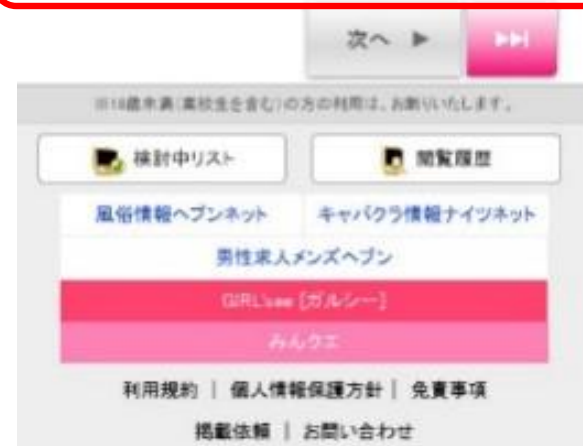 次へ ▶ ▶▶|
※18歳未満(高校生を含む)の方の利用は、お断りいたします。
検討中リスト 閲覧履歴
風俗情報ヘブンネット キャバクラ情報ナイツネット
男性求人メンズヘブン
GIRL'see [ガルシー]
みんクエ
利用規約 | 個人情報保護方針 | 免責事項
掲載依頼 | お問い合わせ